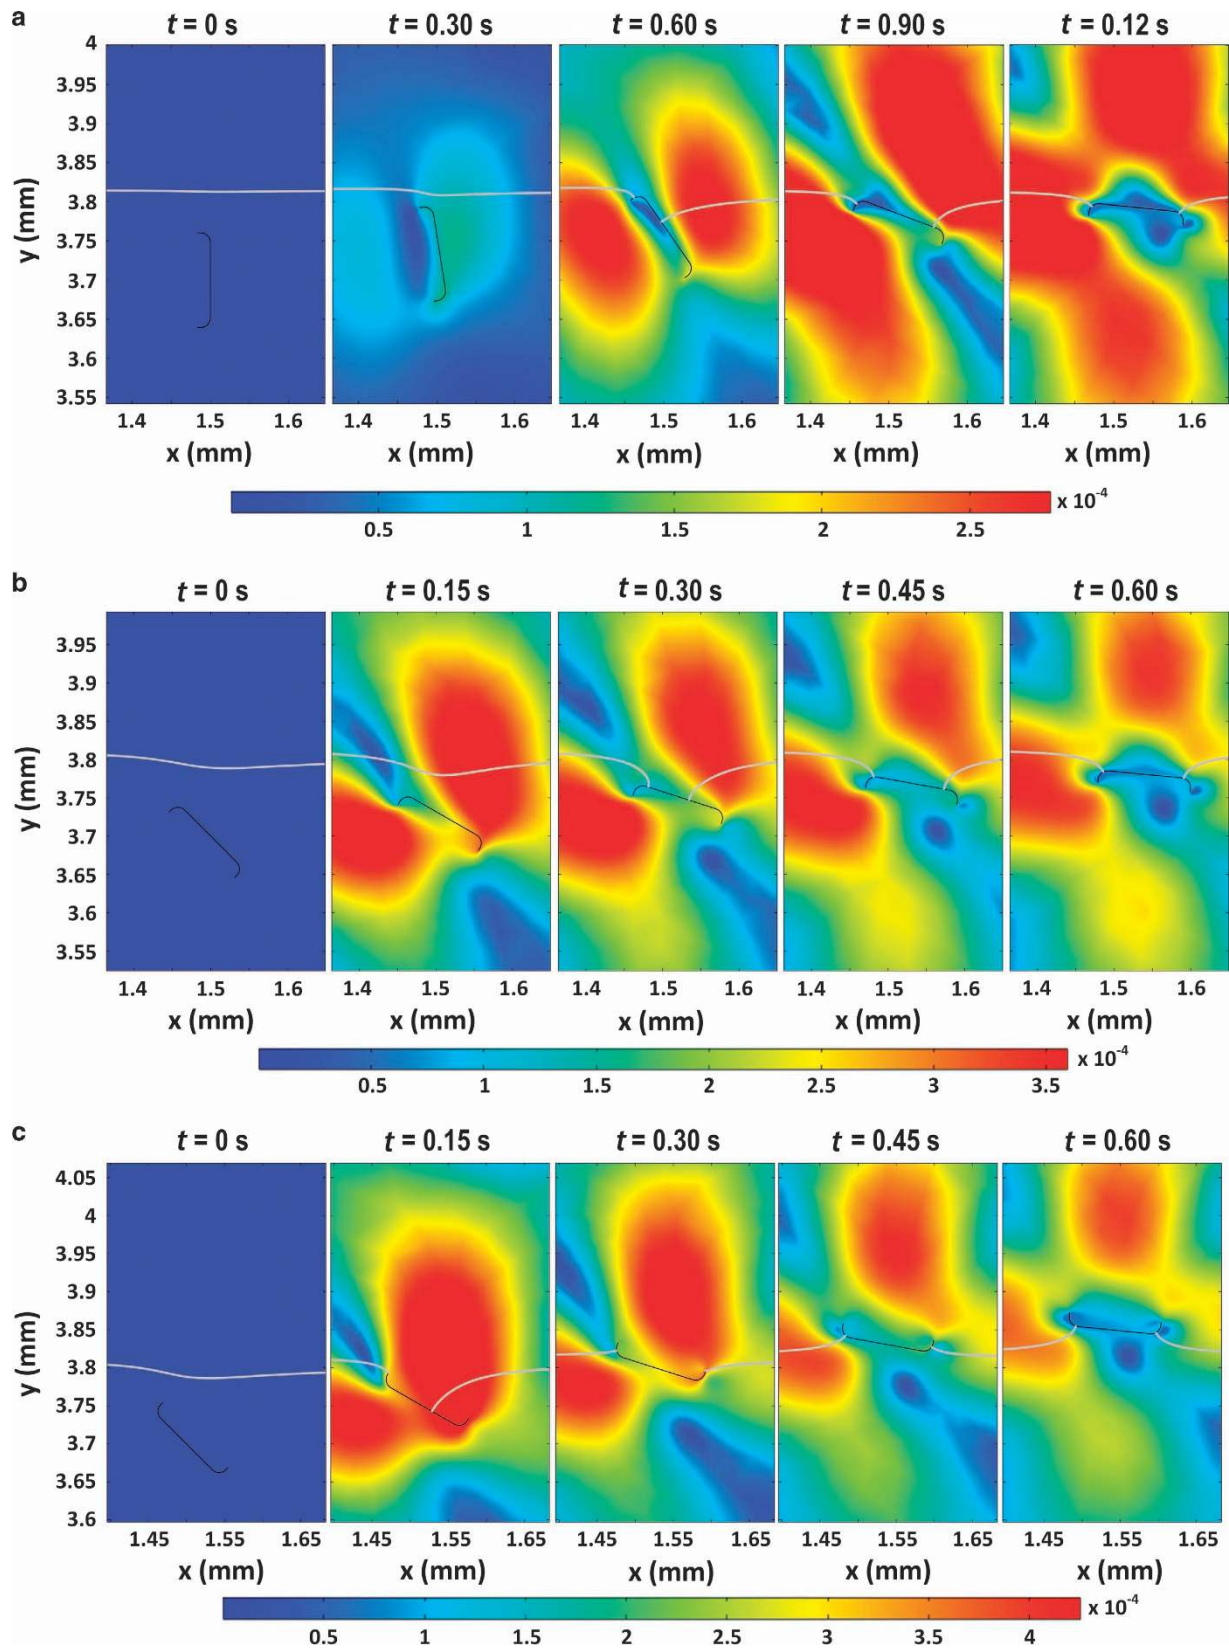 a
t = 0 s t = 0.30 s t = 0.60 s t = 0.90 s t = 0.12 s
4
3.95
3.9
3.85
3.8
3.75
3.7
3.65
3.6
3.55
y (mm)
1.4 1.5 1.6 1.4 1.5 1.6 1.4 1.5 1.6 1.4 1.5 1.6 1.4 1.5 1.6
x (mm) x (mm) x (mm) x (mm) x (mm)
0.5 1 1.5 2 2.5 x 10-4
b
t = 0 s t = 0.15 s t = 0.30 s t = 0.45 s t = 0.60 s
3.95
3.9
3.85
3.8
3.75
3.7
3.65
3.6
3.55
y (mm)
1.4 1.5 1.6 1.4 1.5 1.6 1.4 1.5 1.6 1.4 1.5 1.6 1.4 1.5 1.6
x (mm) x (mm) x (mm) x (mm) x (mm)
0.5 1 1.5 2 2.5 3 3.5 x 10-4
c
t = 0 s t = 0.15 s t = 0.30 s t = 0.45 s t = 0.60 s
4.05
4
3.95
3.9
3.85
3.8
3.75
3.7
3.65
3.6
y (mm)
1.45 1.55 1.65 1.45 1.55 1.65 1.45 1.55 1.65 1.45 1.55 1.65 1.45 1.55 1.65
x (mm) x (mm) x (mm) x (mm) x (mm)
0.5 1 1.5 2 2.5 3 3.5 4 x 10-4